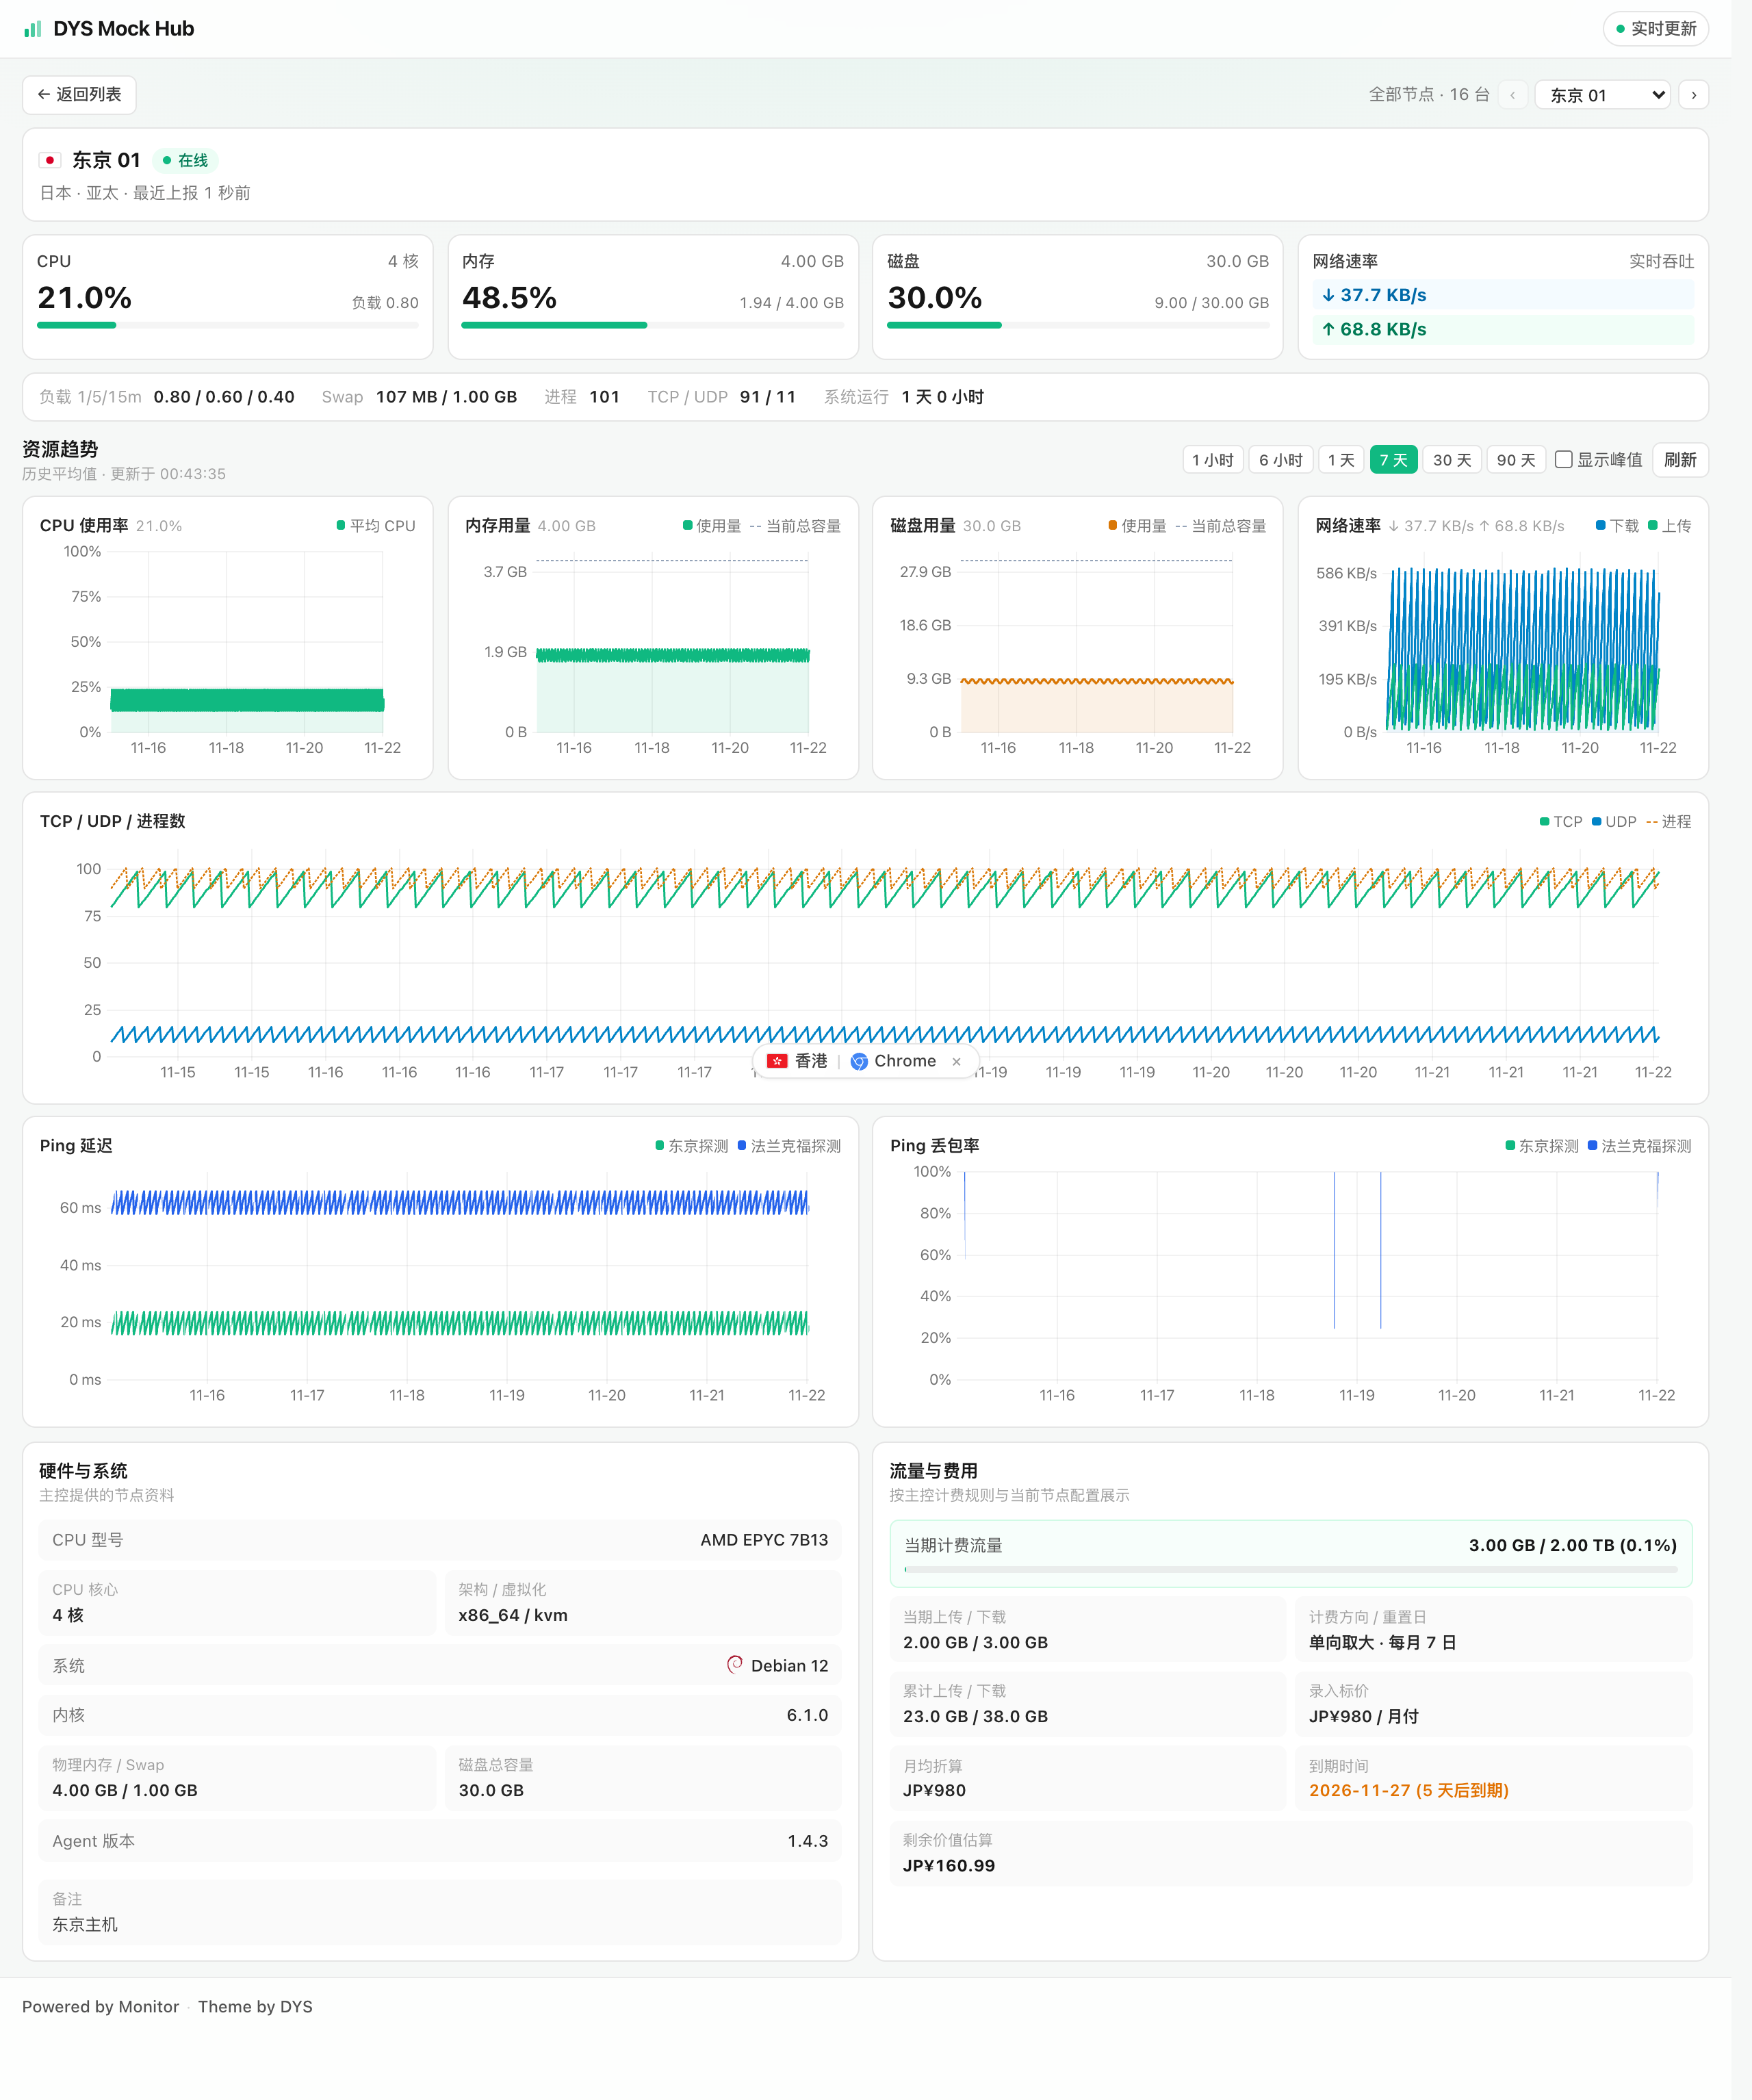 DYS Mock Hub
实时更新
← 返回列表
全部节点 · 16 台 ‹ 东京 01 ›
东京 01 在线
日本 · 亚太 · 最近上报 1 秒前
CPU 4 核
21.0% 负载 0.80
内存 4.00 GB
48.5% 1.94 / 4.00 GB
磁盘 30.0 GB
30.0% 9.00 / 30.00 GB
网络速率 实时吞吐
↓ 37.7 KB/s
↑ 68.8 KB/s
负载 1/5/15m 0.80 / 0.60 / 0.40 Swap 107 MB / 1.00 GB 进程 101 TCP / UDP 91 / 11 系统运行 1 天 0 小时
资源趋势
历史平均值 · 更新于 00:43:35
1 小时 6 小时 1 天 7 天 30 天 90 天 显示峰值 刷新
CPU 使用率 21.0% 平均 CPU
100%
75%
50%
25%
0%
11-16 11-18 11-20 11-22
内存用量 4.00 GB 使用量 当前总容量
3.7 GB
1.9 GB
0 B
11-16 11-18 11-20 11-22
磁盘用量 30.0 GB 使用量 当前总容量
27.9 GB
18.6 GB
9.3 GB
0 B
11-16 11-18 11-20 11-22
网络速率 ↓ 37.7 KB/s ↑ 68.8 KB/s 下载 上传
586 KB/s
391 KB/s
195 KB/s
0 B/s
11-16 11-18 11-20 11-22
TCP / UDP / 进程数 TCP UDP 进程
100
75
50
25
0
11-15 11-15 11-16 11-16 11-16 11-17 11-17 11-17 11-19 11-19 11-19 11-20 11-20 11-20 11-21 11-21 11-21 11-22
香港 | Chrome ×
Ping 延迟 东京探测 法兰克福探测
60 ms
40 ms
20 ms
0 ms
11-16 11-17 11-18 11-19 11-20 11-21 11-22
Ping 丢包率 东京探测 法兰克福探测
100%
80%
60%
40%
20%
0%
11-16 11-17 11-18 11-19 11-20 11-21 11-22
硬件与系统
主控提供的节点资料
CPU 型号 AMD EPYC 7B13
CPU 核心
4 核
架构 / 虚拟化
x86_64 / kvm
系统 Debian 12
内核 6.1.0
物理内存 / Swap
4.00 GB / 1.00 GB
磁盘总容量
30.0 GB
Agent 版本 1.4.3
备注
东京主机
流量与费用
按主控计费规则与当前节点配置展示
当期计费流量 3.00 GB / 2.00 TB (0.1%)
当期上传 / 下载
2.00 GB / 3.00 GB
计费方向 / 重置日
单向取大 · 每月 7 日
累计上传 / 下载
23.0 GB / 38.0 GB
录入标价
JP¥980 / 月付
月均折算
JP¥980
到期时间
2026-11-27 (5 天后到期)
剩余价值估算
JP¥160.99
Powered by Monitor · Theme by DYS